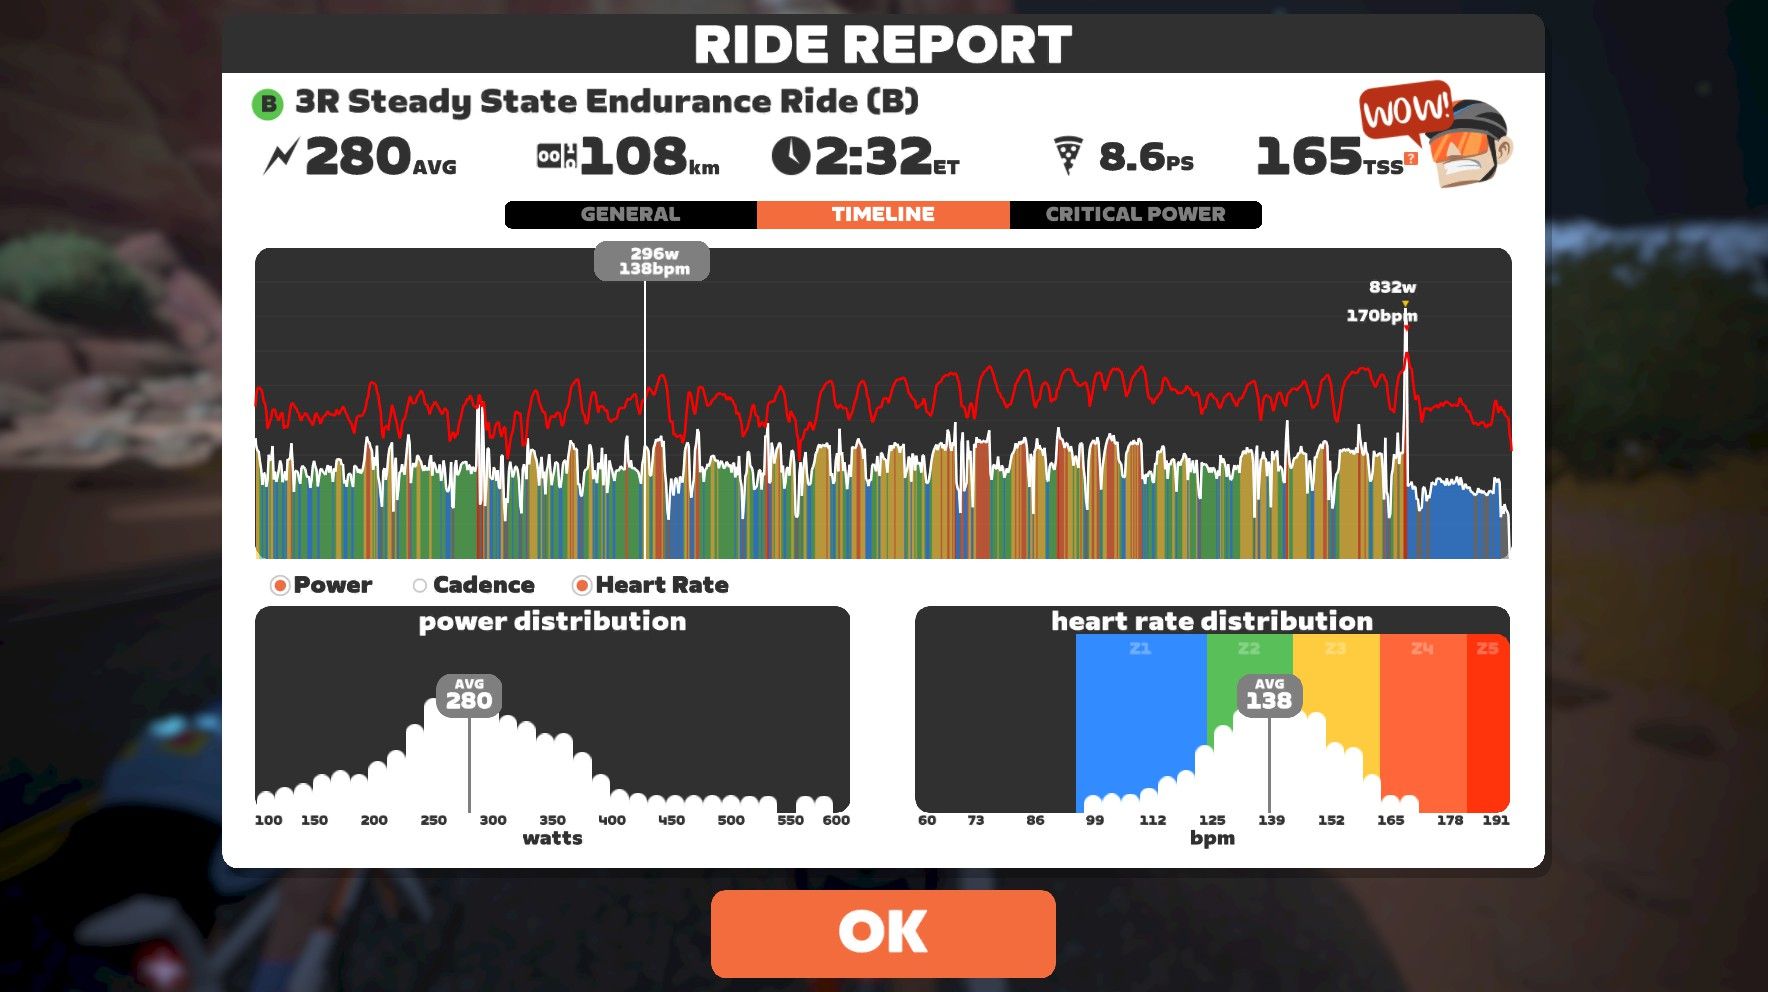 RIDE REPORT
B 3R Steady State Endurance Ride (B)
WOW!
280AVG 108km 2:32ET 8.6PS 165TSS ?
GENERAL TIMELINE CRITICAL POWER
296w
138bpm
832w
170bpm
Power Cadence Heart Rate
power distribution
AVG
280
100 150 200 250 300 350 400 450 500 550 600
watts
heart rate distribution
Z1 Z2 Z3 Z4 Z5
AVG
138
60 73 86 99 112 125 139 152 165 178 191
bpm
OK